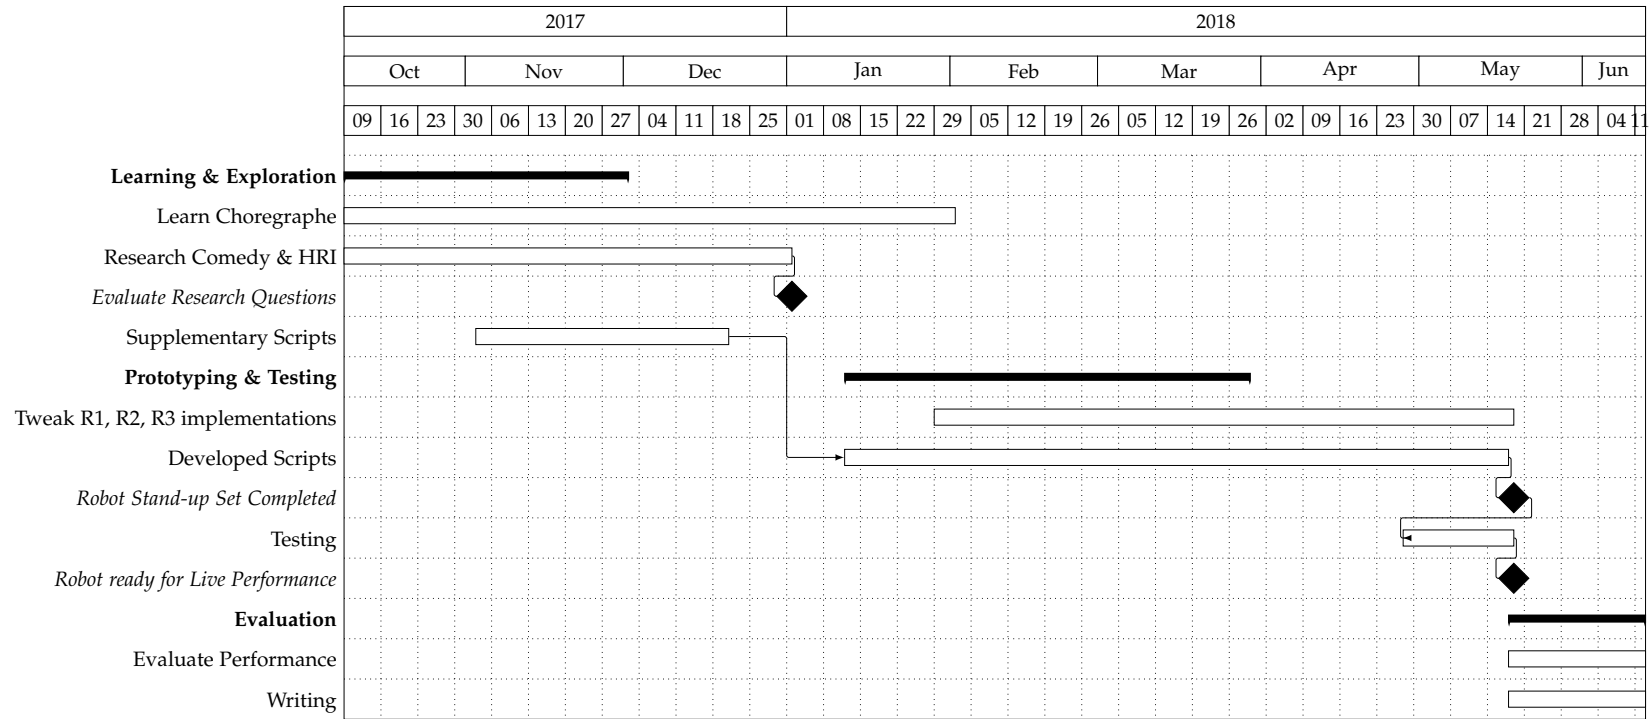 2017 2018
Oct Nov Dec Jan Feb Mar Apr May Jun
09 16 23 30 06 13 20 27 04 11 18 25 01 08 15 22 29 05 12 19 26 05 12 19 26 02 09 16 23 30 07 14 21 28 04 11
Learning & Exploration
Learn Choregraphe
Research Comedy & HRI
Evaluate Research Questions
Supplementary Scripts
Prototyping & Testing
Tweak R1, R2, R3 implementations
Developed Scripts
Robot Stand-up Set Completed
Testing
Robot ready for Live Performance
Evaluation
Evaluate Performance
Writing